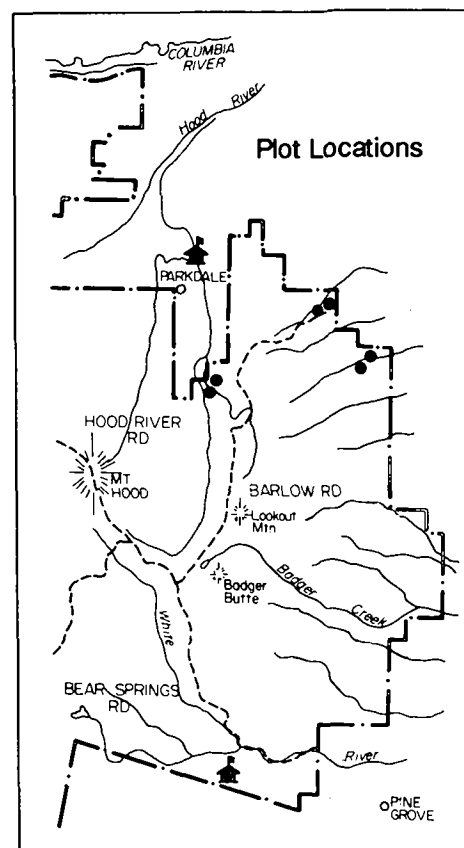 COLUMBIA
RIVER
Hood River
Plot Locations
PARKDALE
HOOD RIVER
RD
MT
HOOD
BARLOW RD
Lookout
Mtn
Badger
Butte
Badger Creek
White
BEAR SPRINGS
RD
River
PINE
GROVE